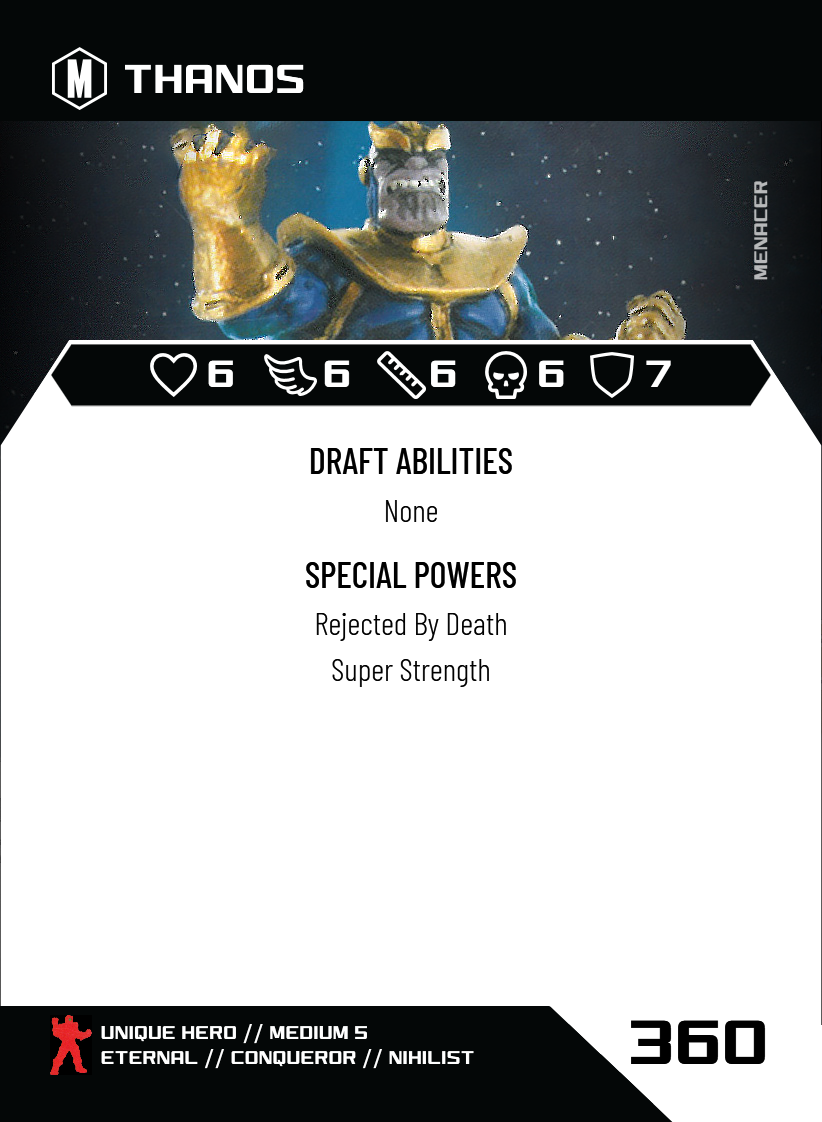 M THANOS
MENACER
6 6 6 6 7
DRAFT ABILITIES
None
SPECIAL POWERS
Rejected By Death
Super Strength
UNIQUE HERO // MEDIUM 5
ETERNAL // CONQUEROR // NIHILIST
360